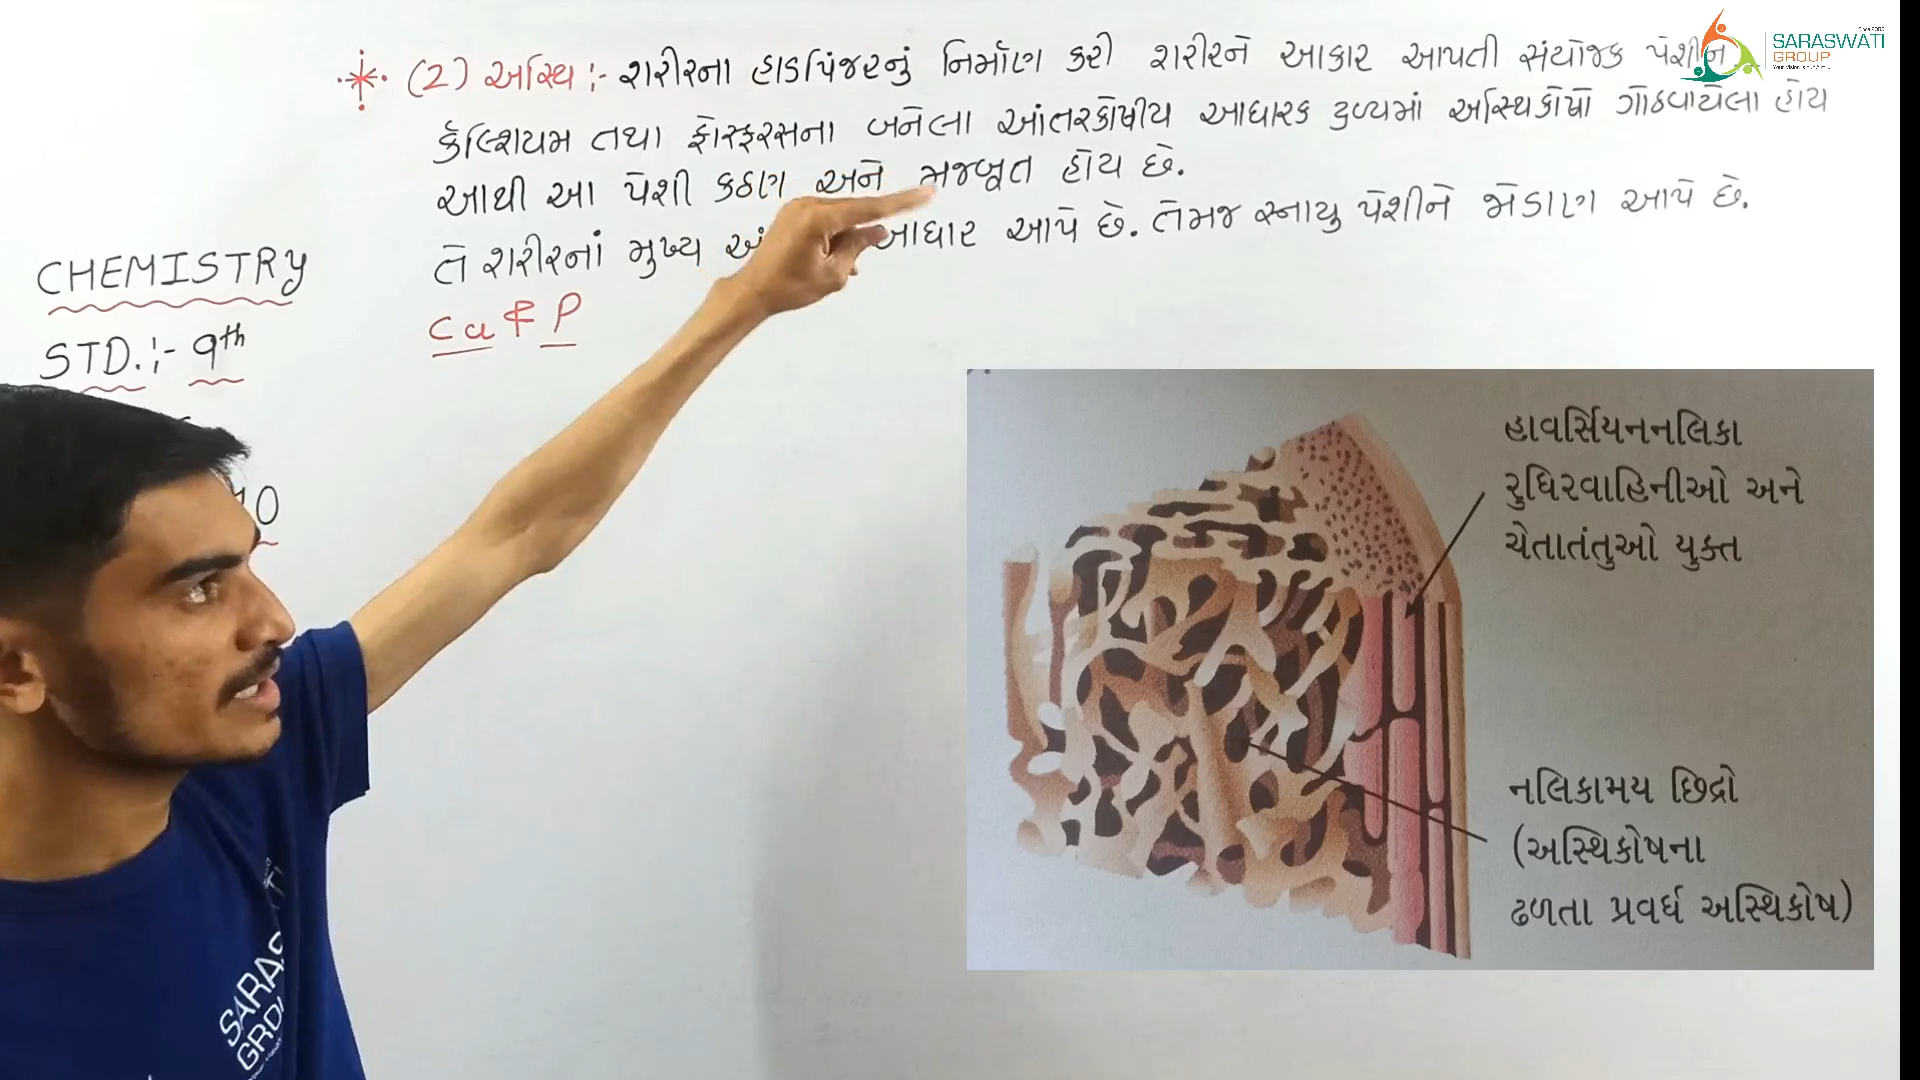 SARASWATI
GROUP
(2) અસ્થિ :- શરીરના હાડપિંજરનું નિર્માણ કરી શરીરને આકાર આપતી સંયોજક પેશીને
કૅલ્શિયમ તથા ફૉસ્ફરસના બનેલા આંતરકોષીય આધારક દ્રવ્યમાં અસ્થિકોષો ગોઠવાયેલા હોય
આથી આ પેશી કઠણ અને મજબૂત હોય છે.
તે શરીરનાં મુખ્ય આધાર આપે છે. તેમજ સ્નાયુ પેશીને જોડાણ આપે છે.
Ca & P
CHEMISTRY
STD. :- 9th
10
હાવર્સિયનનલિકા
રુધિરવાહિનીઓ અને
ચેતાતંતુઓ યુક્ત
નલિકામય છિદ્રો
(અસ્થિકોષના
ઢળતા પ્રવર્ધ અસ્થિકોષ)